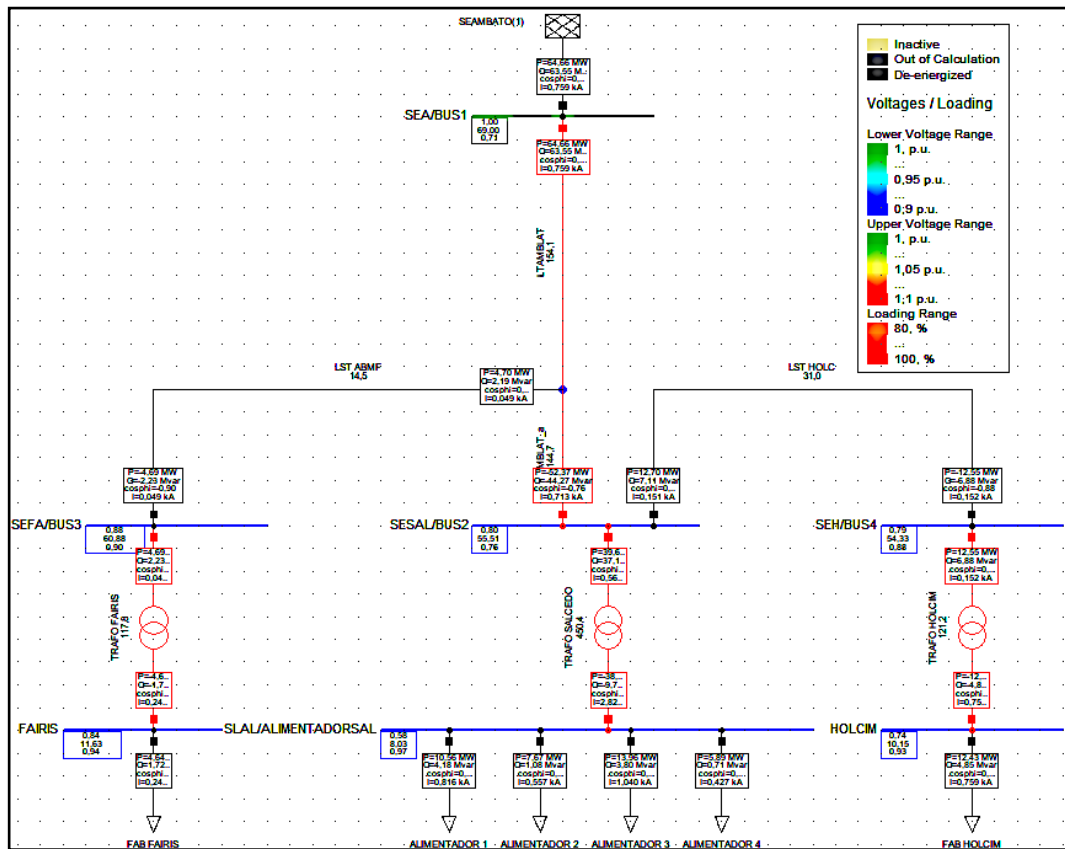 SEAMBATO(1)
P=64,66 MW
Q=63,55 M..
cosphi=0,..
I=0,759 kA
SEA/BUS1
1,00
69,00
0,71
P=64,66 MW
Q=63,55 M..
cosphi=0,..
I=0,759 kA
Inactive
Out of Calculation
De-energized
Voltages / Loading
Lower Voltage Range
1, p.u.
...
0,95 p.u.
...
0,9 p.u.
Upper Voltage Range
1, p.u.
...
1,05 p.u.
...
1,1 p.u.
Loading Range
80, %
...
100, %
LTAMBLAT
154,1
LST ABMF
14,5
P=4,70 MW
Q=2,19 Mvar
cosphi=0,..
I=0,049 kA
LST HOLC
31,0
MBLAT_a
144,7
P=-4,69 MW
Q=-2,23 Mvar
cosphi=-0,90
I=0,049 kA
P=-52,37 MW
Q=-44,27 Mvar
cosphi=-0,76
I=0,713 kA
P=12,70 MW
Q=7,11 Mvar
cosphi=0,..
I=0,151 kA
P=-12,55 MW
Q=-6,88 Mvar
cosphi=-0,88
I=0,152 kA
SEFA/BUS3
0,88
60,88
0,90
SESAL/BUS2
0,80
55,51
0,76
SEH/BUS4
0,79
54,33
0,88
P=4,69..
Q=2,23..
cosphi..
I=0,04..
P=39,6..
Q=37,1..
cosphi..
I=0,56..
P=12,55 MW
Q=6,88 Mvar
cosphi=0,..
I=0,152 kA
TRAFO FAIRIS
117,8
TRAFO SALCEDO
450,4
TRAFO HOLCIM
121,2
P=-4,6..
Q=-1,7..
cosphi..
I=0,24..
P=-38,..
Q=-9,7..
cosphi..
I=2,82..
P=-12,..
Q=-4,8..
cosphi..
I=0,75..
FAIRIS
0,84
11,63
0,94
SLAL/ALIMENTADORSAL
0,58
8,03
0,97
HOLCIM
0,74
10,15
0,93
P=4,64..
Q=1,72..
cosphi..
I=0,24..
P=10,56 MW
Q=4,18 Mvar
cosphi=0,..
I=0,816 kA
P=7,67 MW
Q=1,08 Mvar
cosphi=0,..
I=0,557 kA
P=13,96 MW
Q=3,80 Mvar
cosphi=0,..
I=1,040 kA
P=5,89 MW
Q=0,71 Mvar
cosphi=0,..
I=0,427 kA
P=12,43 MW
Q=4,85 Mvar
cosphi=0,..
I=0,759 kA
FAB FAIRIS
ALIMENTADOR 1
ALIMENTADOR 2
ALIMENTADOR 3
ALIMENTADOR 4
FAB HOLCIM